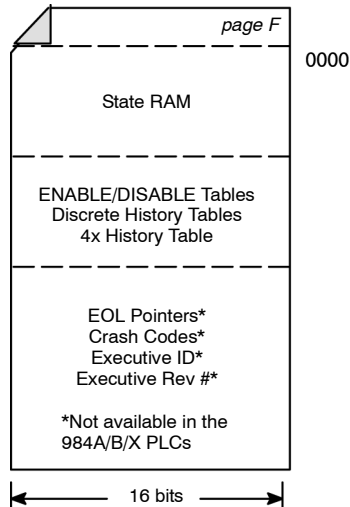 page F
0000
State RAM
ENABLE/DISABLE Tables
Discrete History Tables
4x History Table
EOL Pointers*
Crash Codes*
Executive ID*
Executive Rev #*
*Not available in the
984A/B/X PLCs
16 bits